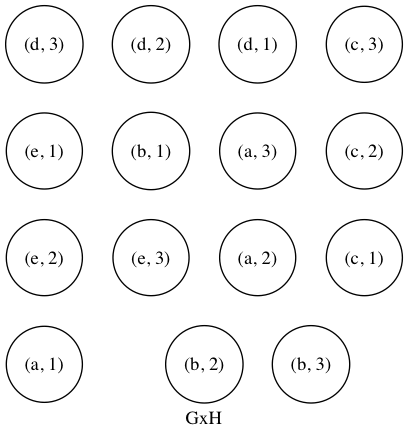 (d, 3) (d, 2) (d, 1) (c, 3)
(e, 1) (b, 1) (a, 3) (c, 2)
(e, 2) (e, 3) (a, 2) (c, 1)
(a, 1) (b, 2) (b, 3)
GxH